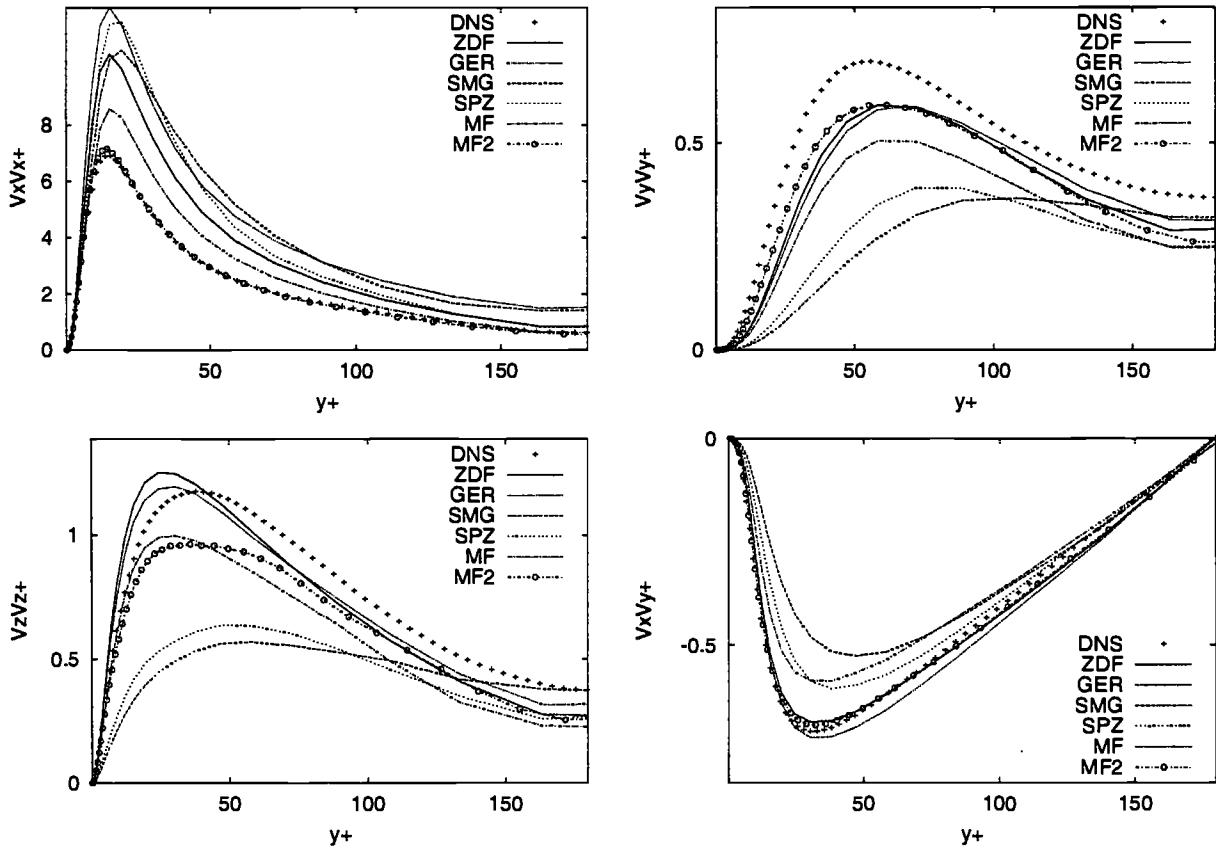 DNS
ZDF
GER
SMG
SPZ
MF
MF2
VxVx+
8
6
4
2
0
50
100
150
y+
DNS
ZDF
GER
SMG
SPZ
MF
MF2
VyVy+
0.5
0
50
100
150
y+
DNS
ZDF
GER
SMG
SPZ
MF
MF2
VzVz+
1
0.5
0
50
100
150
y+
0
VxVy+
-0.5
DNS
ZDF
GER
SMG
SPZ
MF
MF2
50
100
150
y+